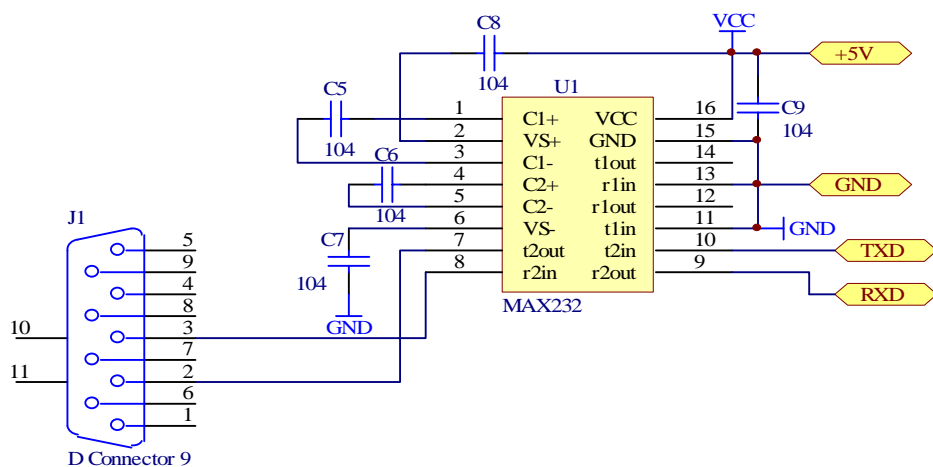 C8
VCC
+5V
104
C5
U1
C9
104
1 C1+ VCC 16
2 VS+ GND 15
3 C1- t1out 14
104
C6
4 C2+ r1in 13
GND
5 C2- r1out 12
104
6 VS- t1in 11
GND
7 t2out t2in 10
TXD
8 r2in r2out 9
RXD
MAX232
C7
104
GND
J1
5
9
4
8
10
3
7
11
2
6
1
D Connector 9